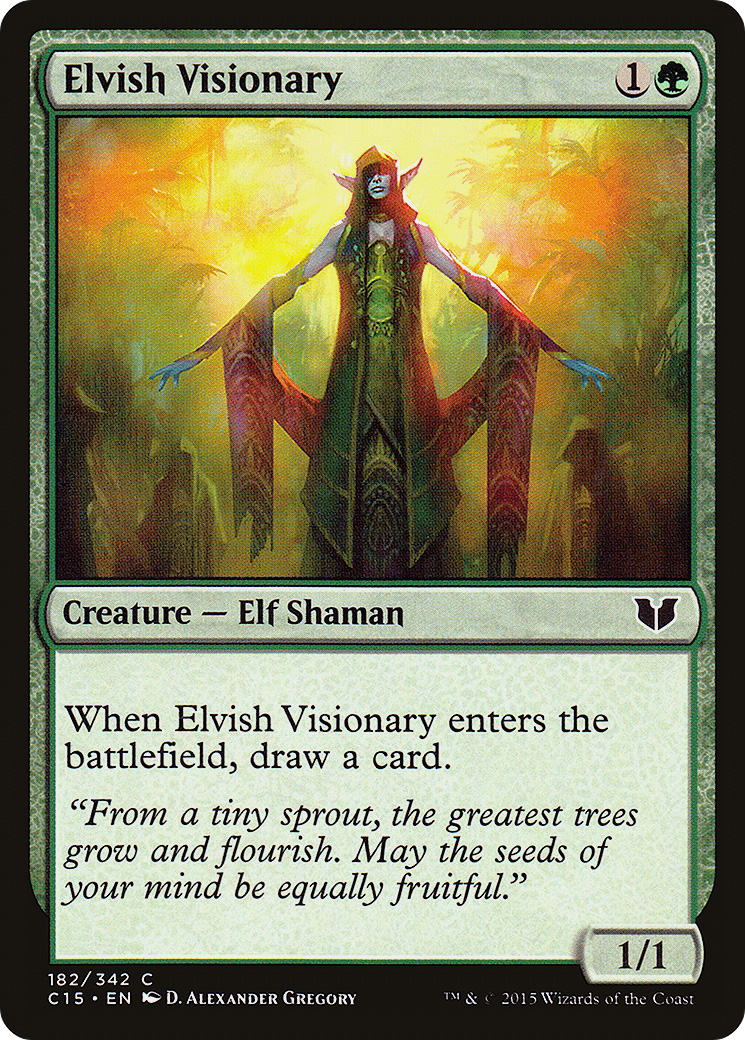 Elvish Visionary 1
Creature — Elf Shaman
When Elvish Visionary enters the
battlefield, draw a card.
“From a tiny sprout, the greatest trees
grow and flourish. May the seeds of
your mind be equally fruitful.”
1/1
182/342 C
C15 • EN D. Alexander Gregory
™ & © 2015 Wizards of the Coast